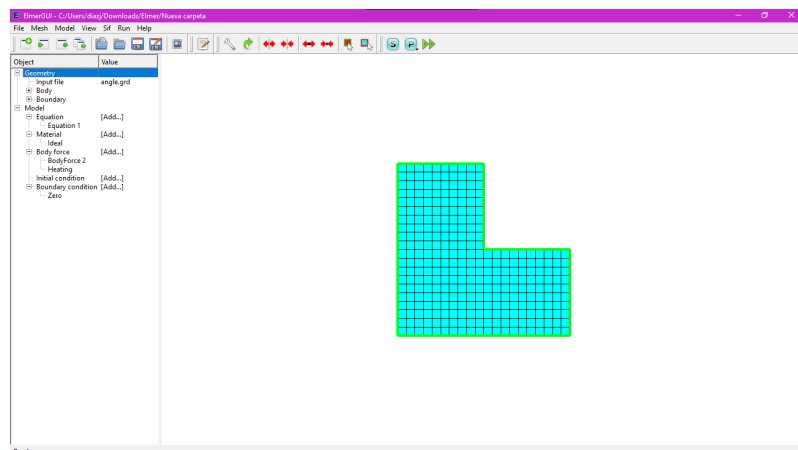 E ElmerGUI - C:/Users/diazj/Downloads/Elmer/Nueva carpeta
File Mesh Model View Sif Run Help
S P
Object Value
Geometry
Input file angle.grd
Body
Boundary
Model
Equation [Add...]
Equation 1
Material [Add...]
Ideal
Body force [Add...]
BodyForce 2
Heating
Initial condition [Add...]
Boundary condition [Add...]
Zero